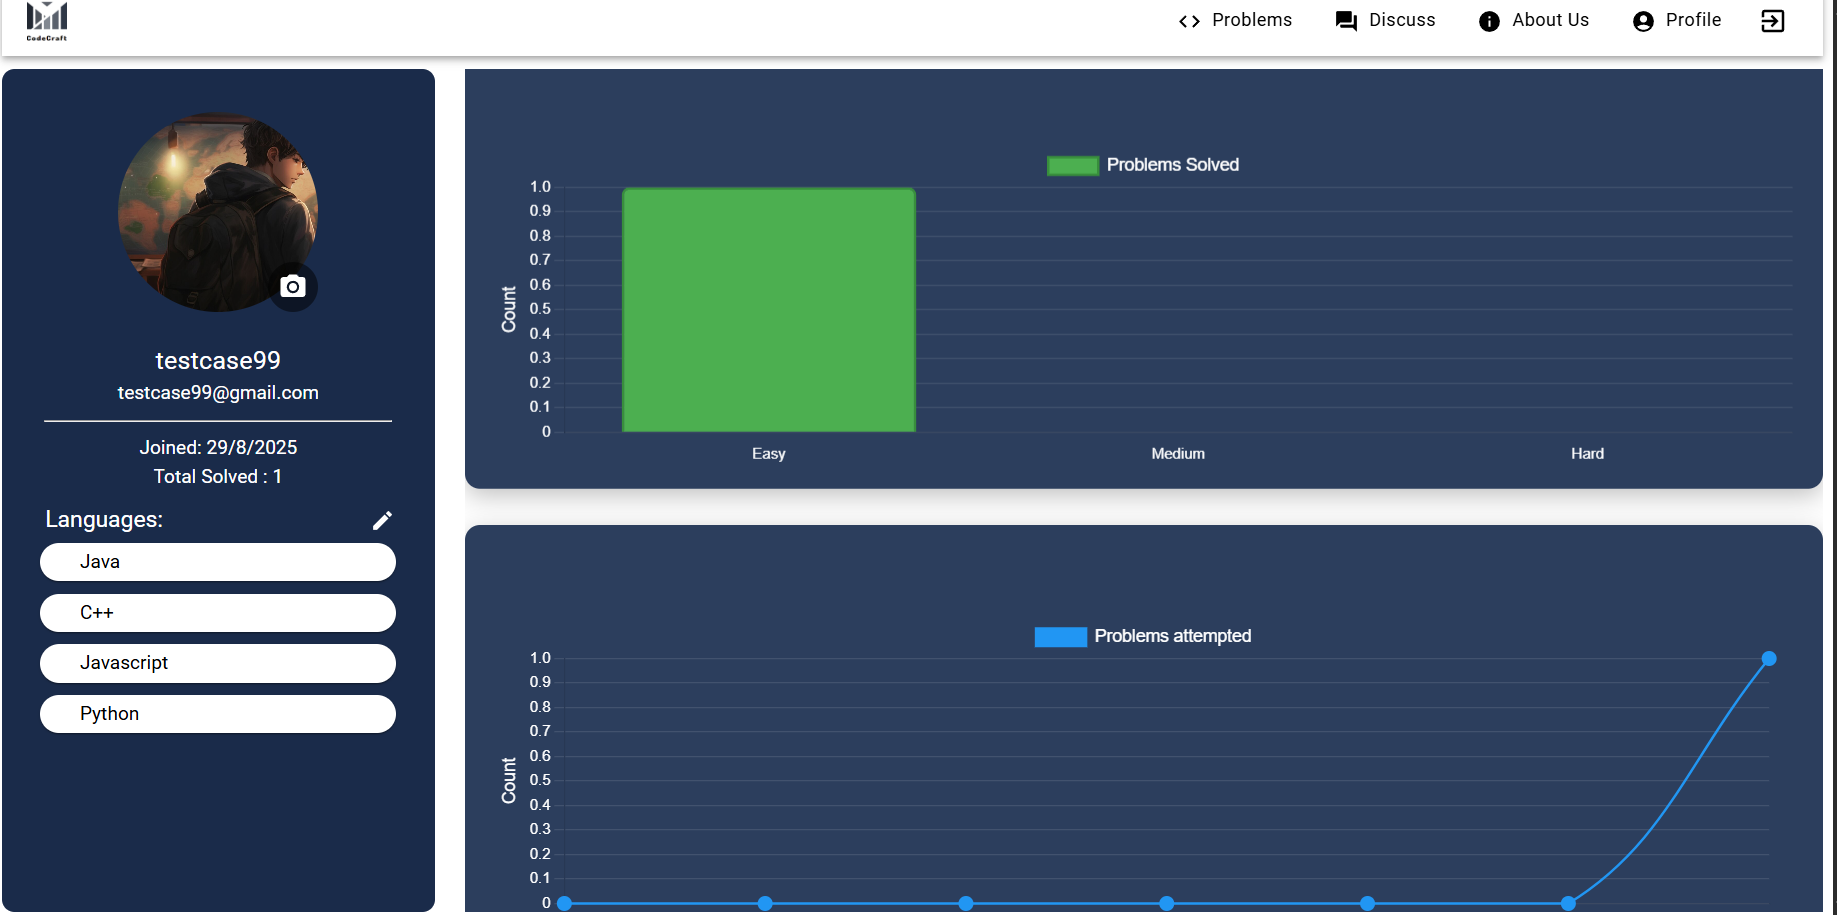 CodeCraft
Problems
Discuss
About Us
Profile
testcase99
testcase99@gmail.com
Joined: 29/8/2025
Total Solved : 1
Languages:
Java
C++
Javascript
Python
Problems Solved
Count
1.0
0.9
0.8
0.7
0.6
0.5
0.4
0.3
0.2
0.1
0
Easy Medium Hard
Problems attempted
Count
1.0
0.9
0.8
0.7
0.6
0.5
0.4
0.3
0.2
0.1
0